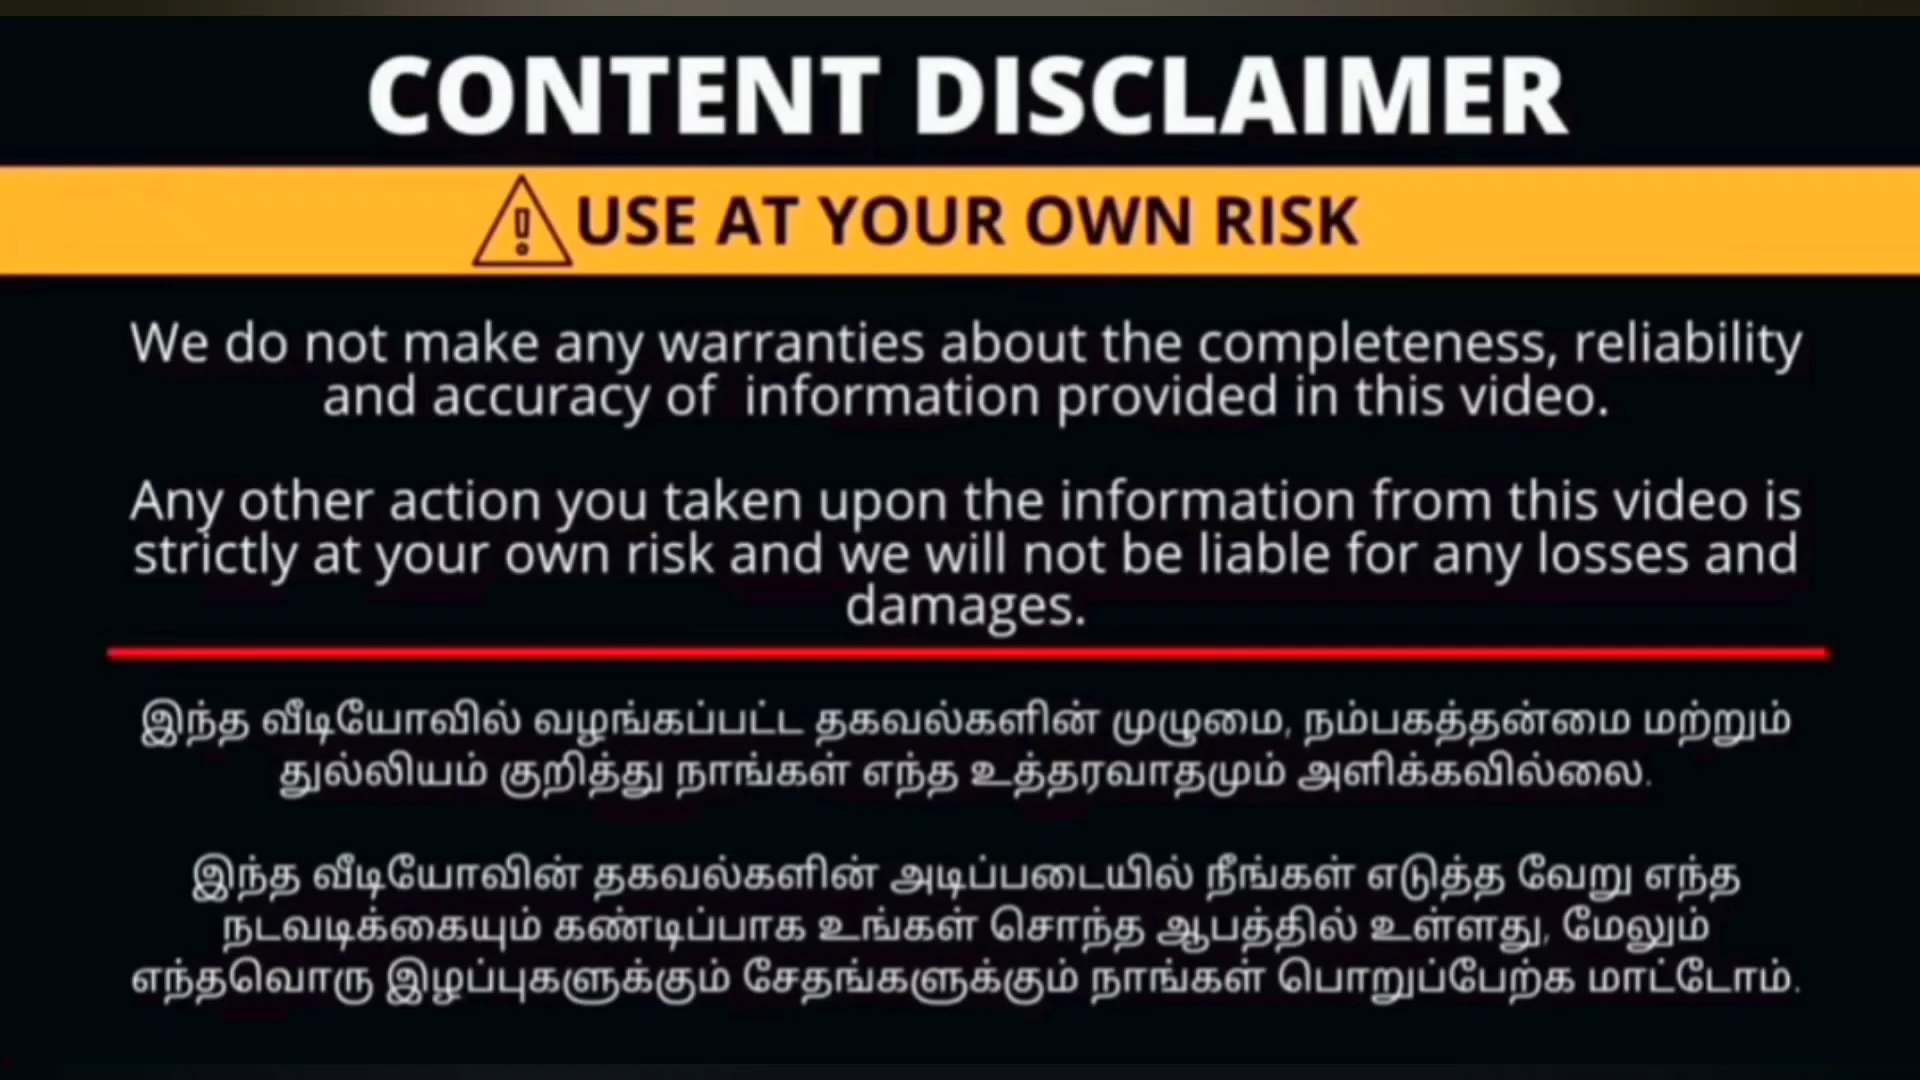 CONTENT DISCLAIMER
USE AT YOUR OWN RISK
We do not make any warranties about the completeness, reliability
and accuracy of information provided in this video.
Any other action you taken upon the information from this video is
strictly at your own risk and we will not be liable for any losses and
damages.
இந்த வீடியோவில் வழங்கப்பட்ட தகவல்களின் முழுமை, நம்பகத்தன்மை மற்றும்
துல்லியம் குறித்து நாங்கள் எந்த உத்தரவாதமும் அளிக்கவில்லை.
இந்த வீடியோவின் தகவல்களின் அடிப்படையில் நீங்கள் எடுத்த வேறு எந்த
நடவடிக்கையும் கண்டிப்பாக உங்கள் சொந்த ஆபத்தில் உள்ளது, மேலும்
எந்தவொரு இழப்புகளுக்கும் சேதங்களுக்கும் நாங்கள் பொறுப்பேற்க மாட்டோம்.